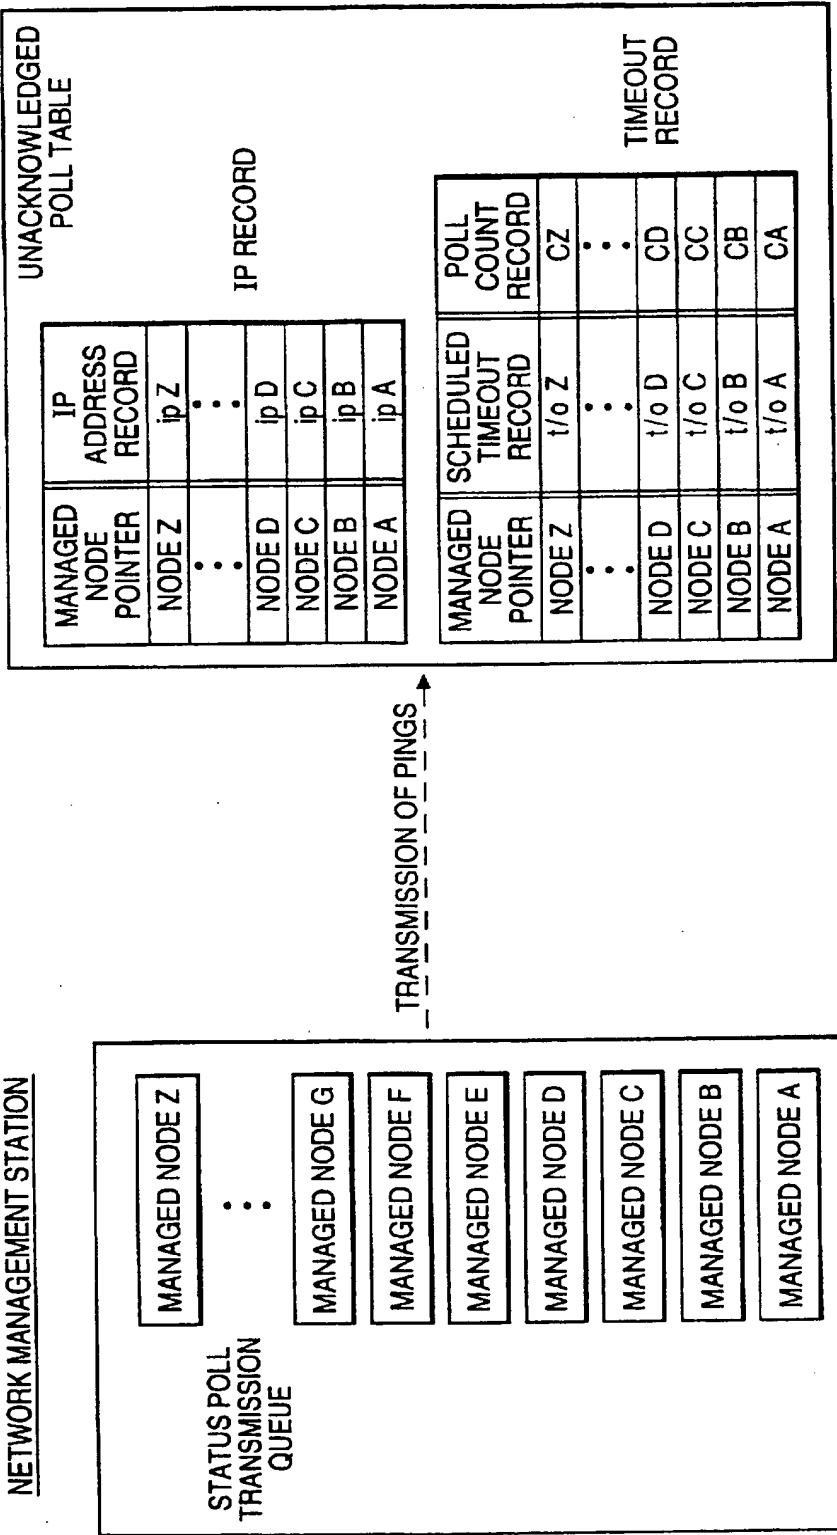 NETWORK MANAGEMENT STATION
STATUS POLL
TRANSMISSION
QUEUE
MANAGED NODE Z
MANAGED NODE G
MANAGED NODE F
MANAGED NODE E
MANAGED NODE D
MANAGED NODE C
MANAGED NODE B
MANAGED NODE A
TRANSMISSION OF PINGS
UNACKNOWLEDGED
POLL TABLE
MANAGED NODE POINTER IP ADDRESS RECORD
NODE Z ip Z
NODE D ip D
NODE C ip C
NODE B ip B
NODE A ip A
IP RECORD
MANAGED NODE POINTER SCHEDULED TIMEOUT RECORD POLL COUNT RECORD
NODE Z t/o Z CZ
NODE D t/o D CD
NODE C t/o C CC
NODE B t/o B CB
NODE A t/o A CA
TIMEOUT
RECORD